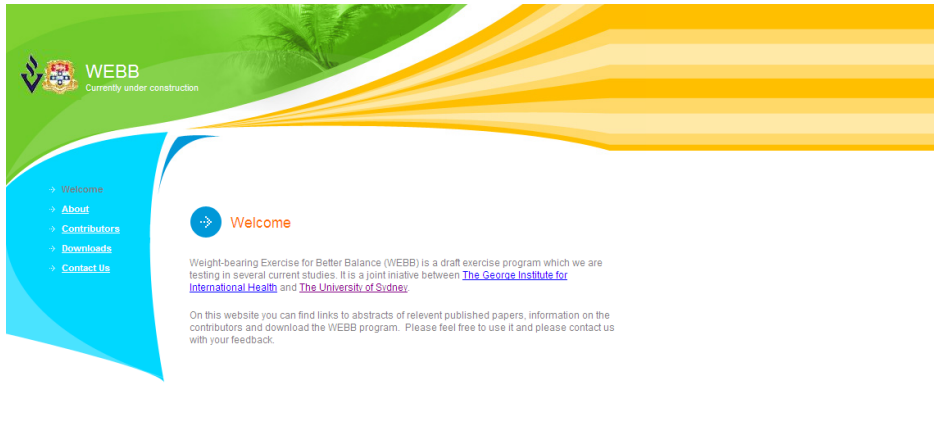 WEBB
Currently under construction
Welcome
About
Contributors
Downloads
Contact Us
Welcome
Weight-bearing Exercise for Better Balance (WEBB) is a draft exercise program which we are
testing in several current studies. It is a joint iniative between The George Institute for
International Health and The University of Sydney.
On this website you can find links to abstracts of relevent published papers, information on the
contributors and download the WEBB program.  Please feel free to use it and please contact us
with your feedback.